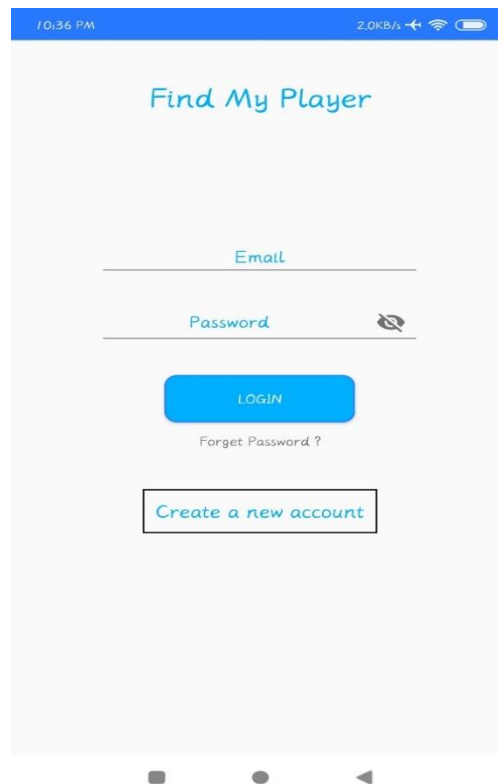 10:36 PM 2.0KB/s
Find My Player
Email
Password
LOGIN
Forget Password ?
Create a new account